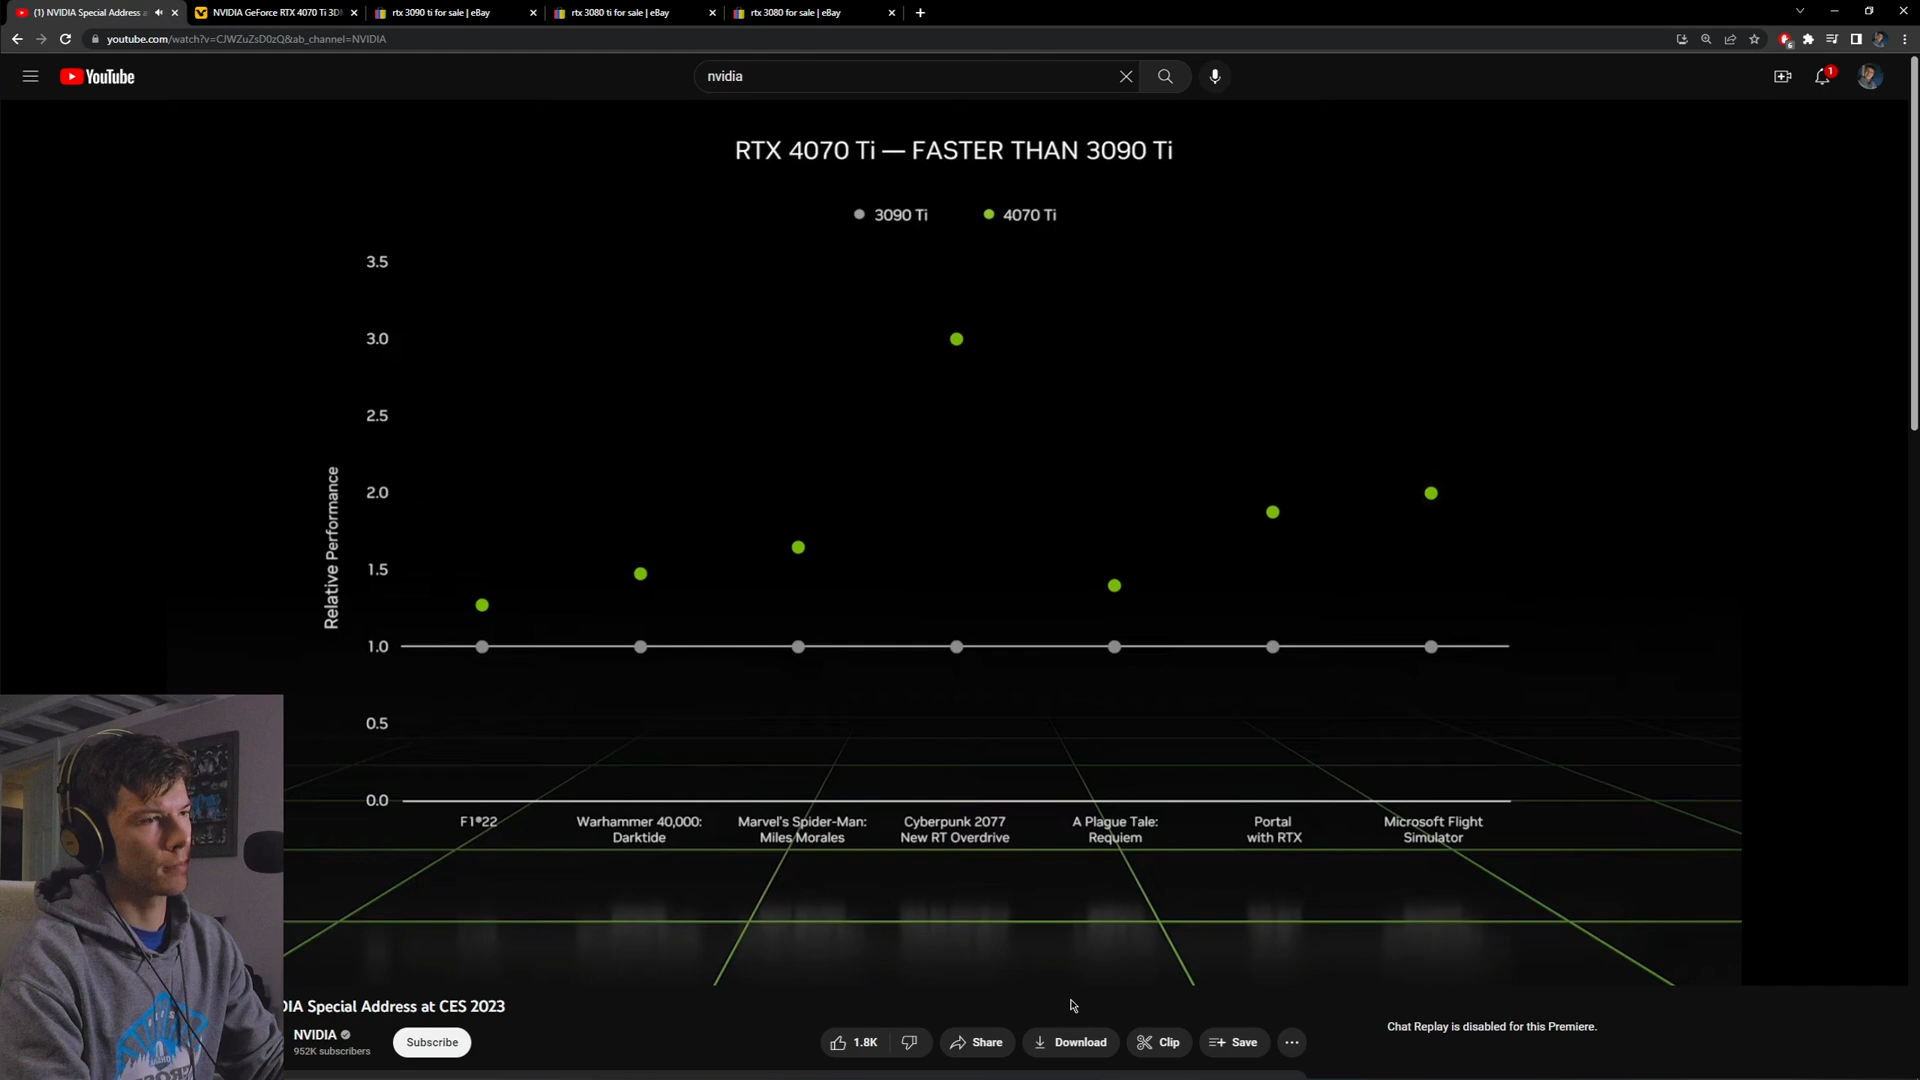 (1) NVIDIA Special Address a
NVIDIA GeForce RTX 4070 Ti 3DM
rtx 3090 ti for sale | eBay
rtx 3080 ti for sale | eBay
rtx 3080 for sale | eBay
youtube.com/watch?v=CJWZuZsD0zQ&ab_channel=NVIDIA
6
YouTube
nvidia
1
RTX 4070 Ti — FASTER THAN 3090 Ti
3090 Ti
4070 Ti
3.5
3.0
2.5
2.0
1.5
1.0
0.5
0.0
Relative Performance
F1®22
Warhammer 40,000:
Darktide
Marvel's Spider-Man:
Miles Morales
Cyberpunk 2077
New RT Overdrive
A Plague Tale:
Requiem
Portal
with RTX
Microsoft Flight
Simulator
DIA Special Address at CES 2023
NVIDIA
952K subscribers
Subscribe
1.8K
Share
Download
Clip
Save
Chat Replay is disabled for this Premiere.